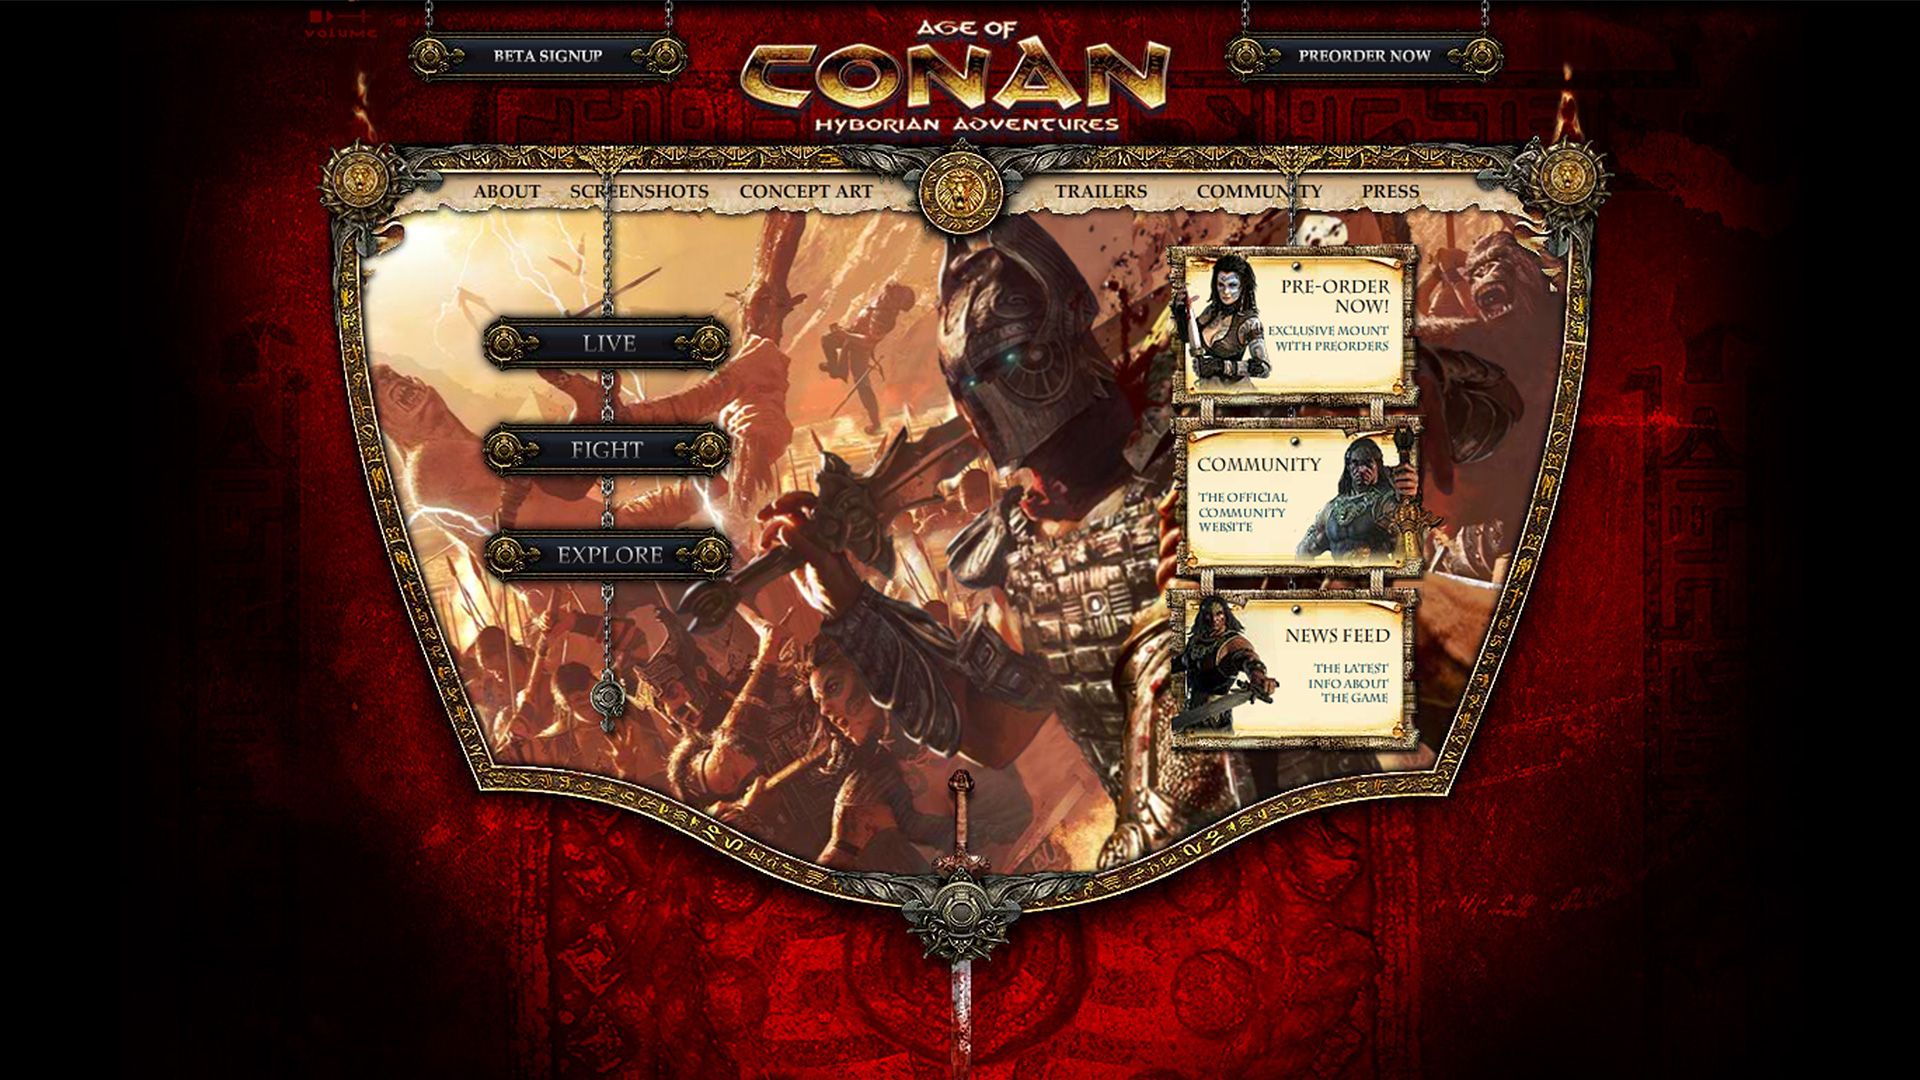 VOLUME
BETA SIGNUP
AGE OF
CONAN
HYBORIAN ADVENTURES
PREORDER NOW
ABOUT SCREENSHOTS CONCEPT ART TRAILERS COMMUNITY PRESS
LIVE
FIGHT
EXPLORE
PRE-ORDER
NOW!
EXCLUSIVE MOUNT
WITH PREORDERS
COMMUNITY
THE OFFICIAL
COMMUNITY
WEBSITE
NEWS FEED
THE LATEST
INFO ABOUT
THE GAME